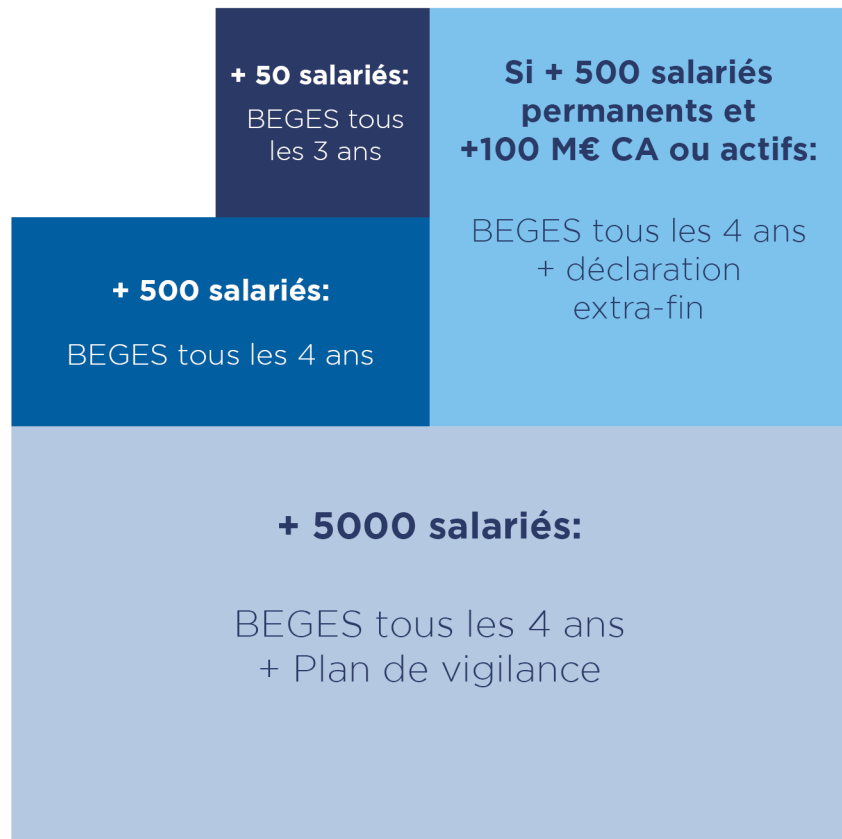 + 50 salariés:
BEGES tous
les 3 ans
Si + 500 salariés
permanents et
+100 M€ CA ou actifs:
BEGES tous les 4 ans
+ déclaration
extra-fin
+ 500 salariés:
BEGES tous les 4 ans
+ 5000 salariés:
BEGES tous les 4 ans
+ Plan de vigilance